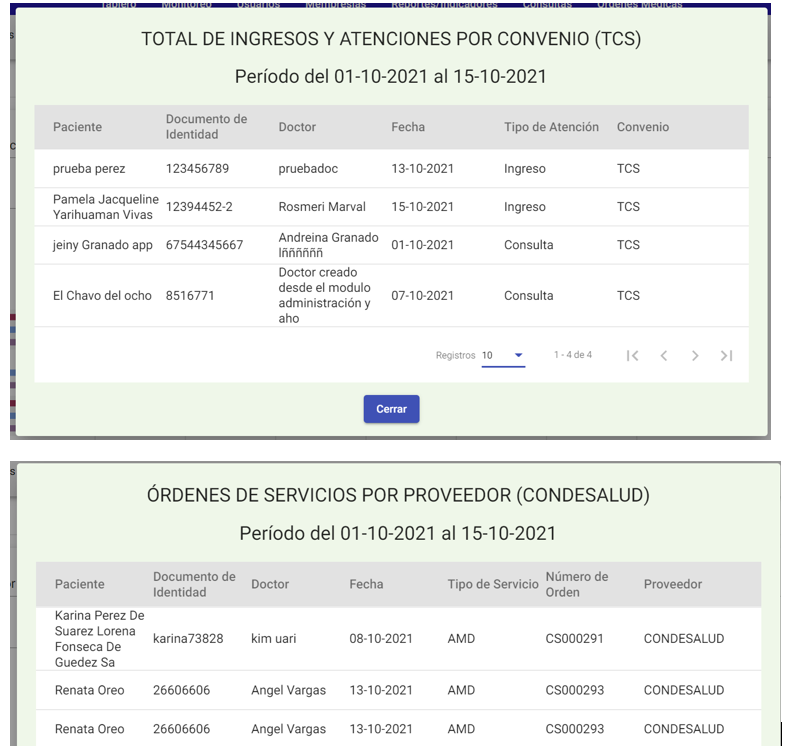 Tablero Monitoreo Usuarios Membresías Reportes/Indicadores Consultas Órdenes Médicas
TOTAL DE INGRESOS Y ATENCIONES POR CONVENIO (TCS)
Período del 01-10-2021 al 15-10-2021
Paciente Documento de Identidad Doctor Fecha Tipo de Atención Convenio
prueba perez 123456789 pruebadoc 13-10-2021 Ingreso TCS
Pamela Jacqueline Yarihuaman Vivas 12394452-2 Rosmeri Marval 15-10-2021 Ingreso TCS
jeiny Granado app 67544345667 Andreina Granado lññññññ 01-10-2021 Consulta TCS
El Chavo del ocho 8516771 Doctor creado desde el modulo administración y aho 07-10-2021 Consulta TCS
Registros 10 1 - 4 de 4
Cerrar
ÓRDENES DE SERVICIOS POR PROVEEDOR (CONDESALUD)
Período del 01-10-2021 al 15-10-2021
Paciente Documento de Identidad Doctor Fecha Tipo de Servicio Número de Orden Proveedor
Karina Perez De Suarez Lorena Fonseca De Guedez Sa karina73828 kim uari 08-10-2021 AMD CS000291 CONDESALUD
Renata Oreo 26606606 Angel Vargas 13-10-2021 AMD CS000293 CONDESALUD
Renata Oreo 26606606 Angel Vargas 13-10-2021 AMD CS000293 CONDESALUD